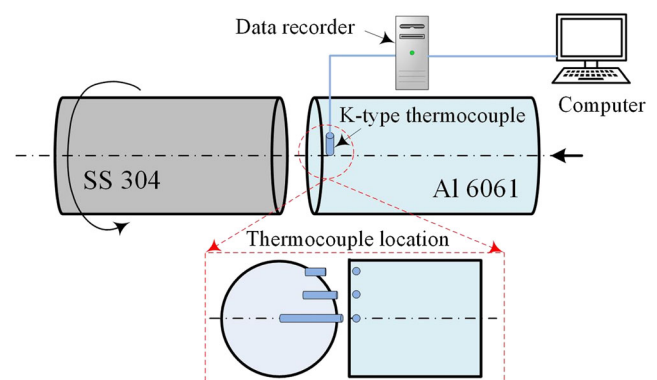 Data recorder
Computer
K-type thermocouple
SS 304
Al 6061
Thermocouple location